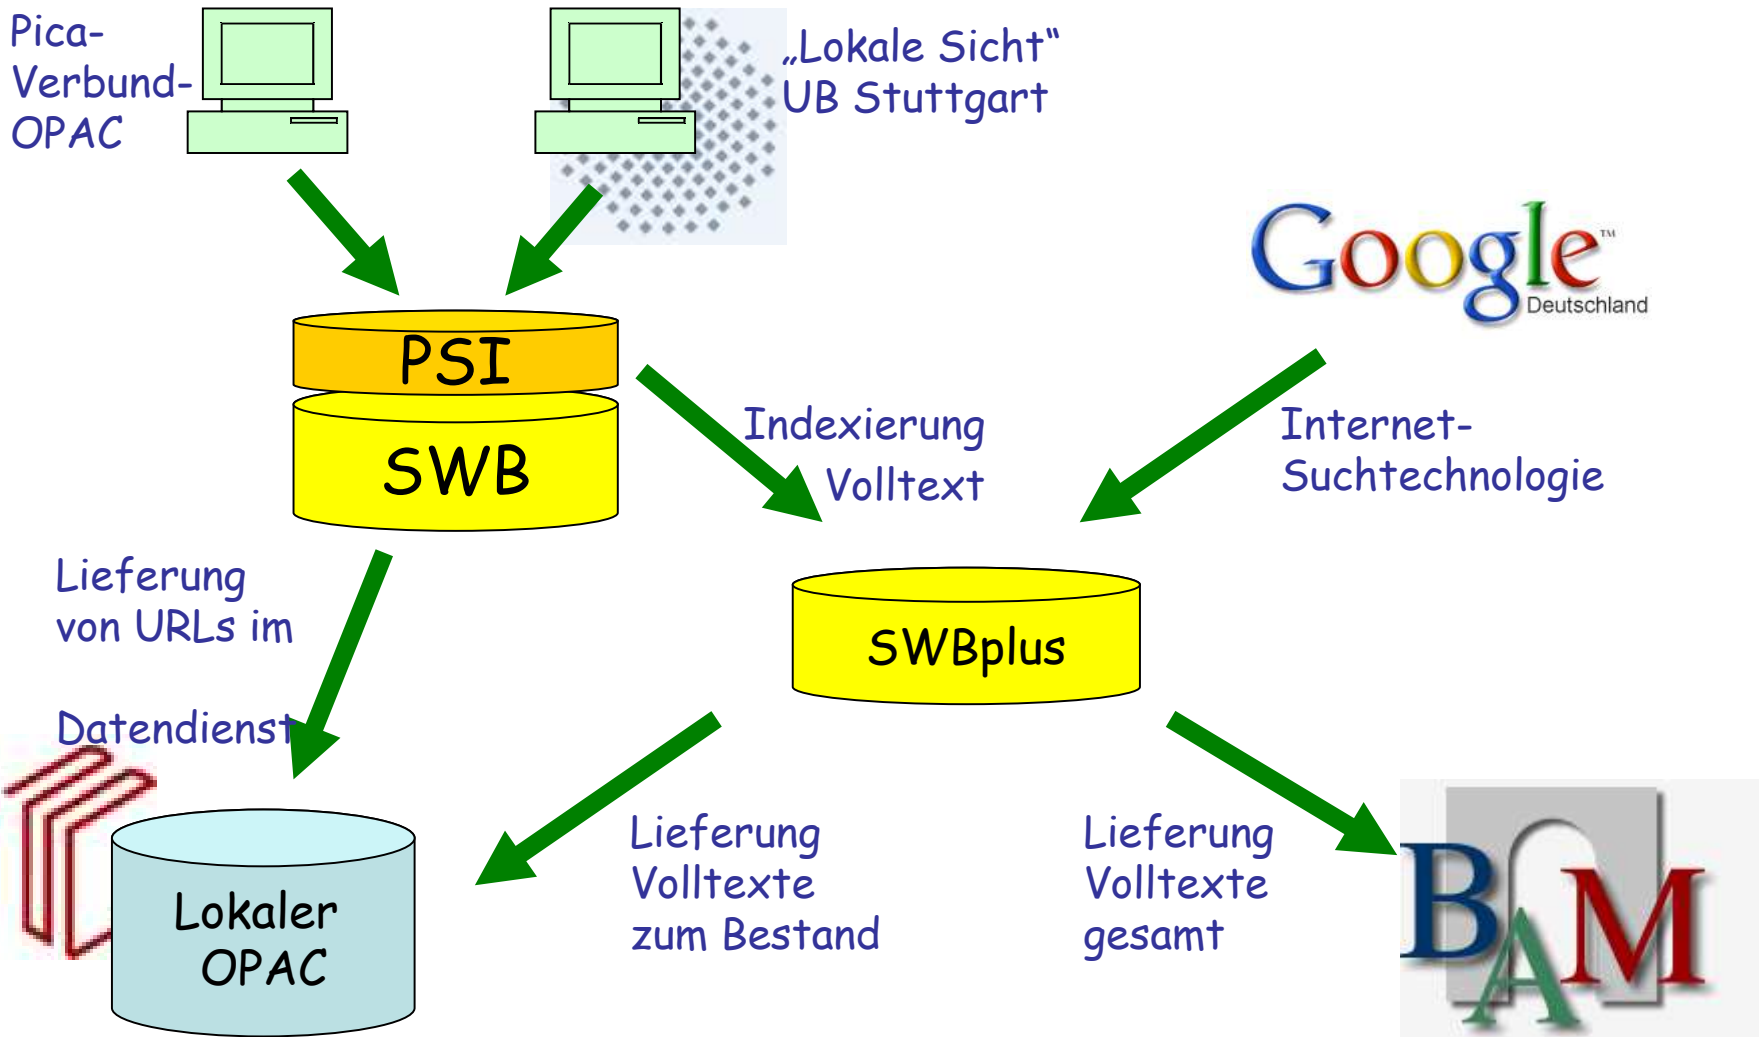 Pica-
Verbund-
OPAC
„Lokale Sicht“
UB Stuttgart
Google™
Deutschland
PSI
SWB
Indexierung
Volltext
Internet-
Suchtechnologie
Lieferung
von URLs im
Datendienst
SWBplus
Lokaler
OPAC
Lieferung
Volltexte
zum Bestand
Lieferung
Volltexte
gesamt
BAM